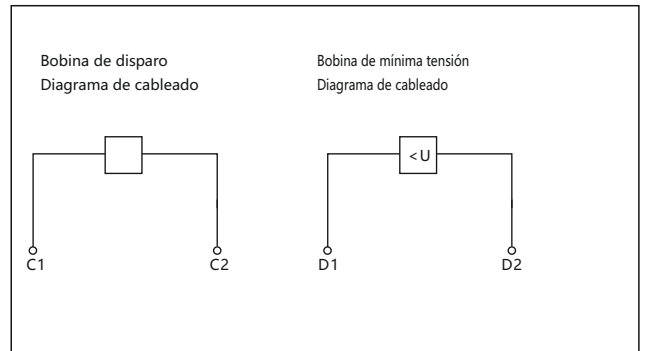 Bobina de disparo
Diagrama de cableado
Bobina de mínima tensión
Diagrama de cableado
<U
C1
C2
D1
D2